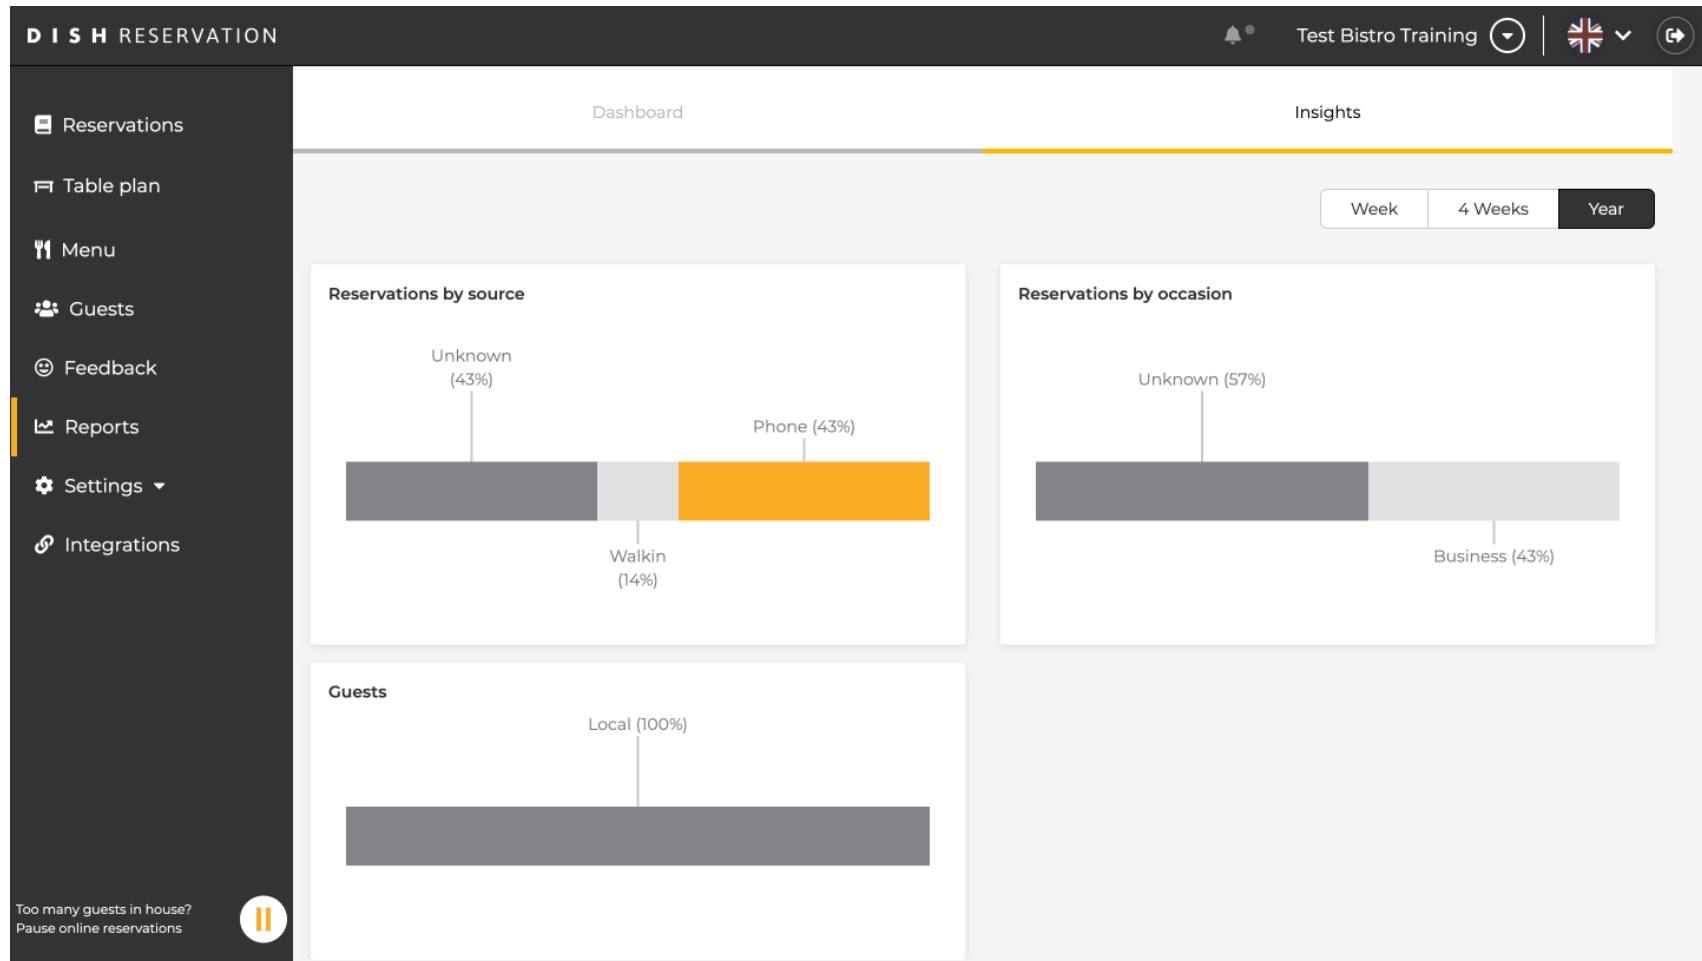 DISH RESERVATION
Test Bistro Training
Reservations
Table plan
Menu
Guests
Feedback
Reports
Settings
Integrations
Too many guests in house?
Pause online reservations
Dashboard
Insights
Week
4 Weeks
Year
Reservations by source
Unknown
(43%)
Phone (43%)
Walkin
(14%)
Reservations by occasion
Unknown (57%)
Business (43%)
Guests
Local (100%)